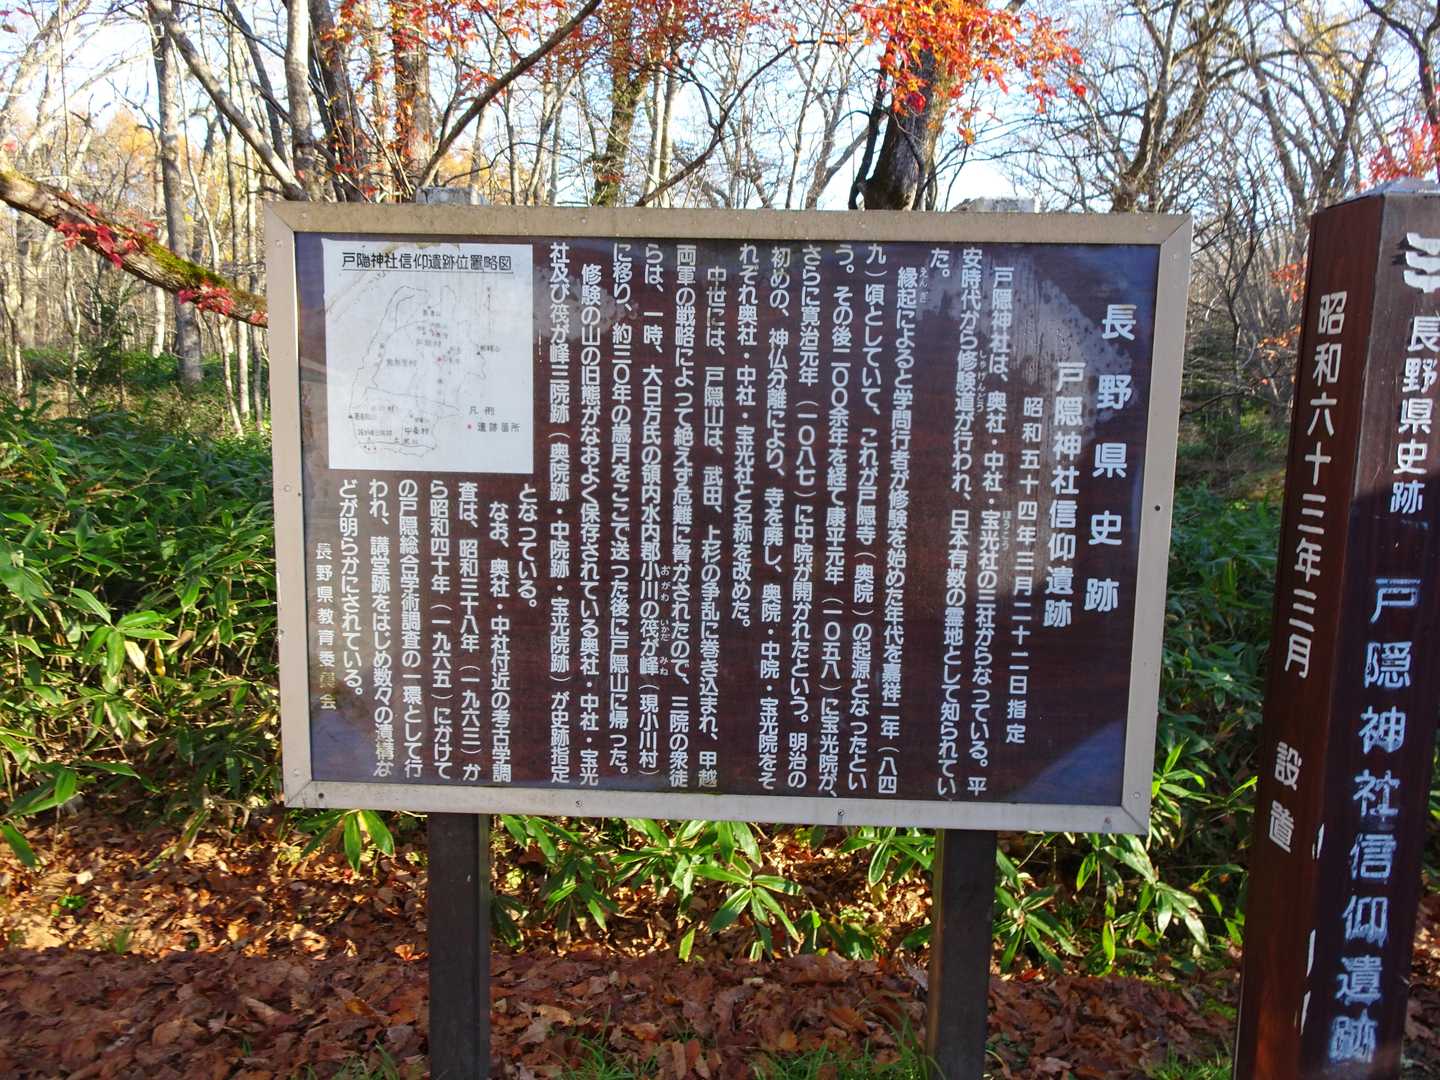 長野県史跡
戸隠神社信仰遺跡
昭和五十四年三月二十二日指定
戸隠神社は、奥社・中社・宝光社の三社からなっている。平
ほうこう
安時代から修験道が行われ、日本有数の霊地として知られてい
しゅげんどう
た。
縁起によると学問行者が修験を始めた年代を嘉祥二年（八四
えんぎ
九）頃としていて、これが戸隠寺（奥院）の起源となったとい
う。その後二〇〇余年を経て康平元年（一〇五八）に宝光院が、
さらに寛治元年（一〇八七）に中院が開かれたという。明治の
初めの、神仏分離により、寺を廃し、奥院・中院・宝光院をそ
れぞれ奥社・中社・宝光社と名称を改めた。
中世には、戸隠山は、武田、上杉の争乱に巻き込まれ、甲越
両軍の戦略によって絶えず危難に脅かされたので、三院の衆徒
らは、一時、大日方氏の領内水内郡小川の筏が峰（現小川村）
おがわ いかだ みね
に移り、約三〇年の歳月をここで送った後に戸隠山に帰った。
修験の山の旧態がなおよく保存されている奥社・中社・宝光
社及び筏が峰三院跡（奥院跡・中院跡・宝光院跡）が史跡指定
となっている。
なお、奥社・中社付近の考古学調
査は、昭和三十八年（一九六三）か
ら昭和四十年（一九六五）にかけて
の戸隠総合学術調査の一環として行
われ、講堂跡をはじめ数々の遺構な
どが明らかにされている。
長野県教育委員会
戸隠神社信仰遺跡位置略図
凡例
遺跡箇所
長野県史跡 戸隠神社信仰遺跡
昭和六十三年三月 設置